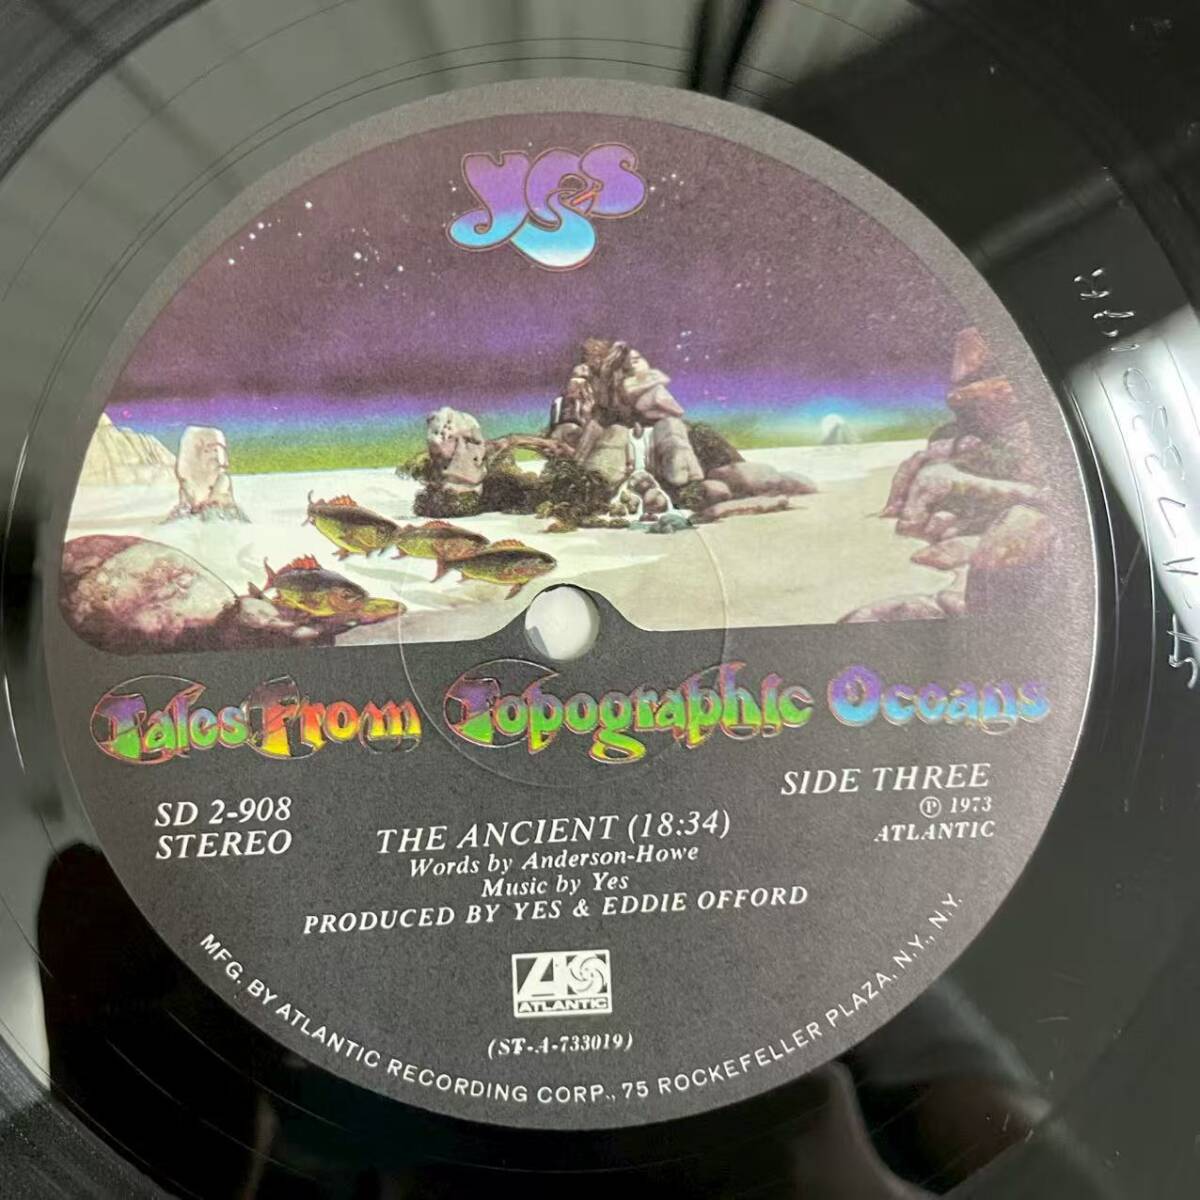 yes
Tales From Topographic Oceans
SIDE THREE
Ⓟ 1973
ATLANTIC
SD 2-908
STEREO
THE ANCIENT (18:34)
Words by Anderson-Howe
Music by Yes
PRODUCED BY YES & EDDIE OFFORD
ATLANTIC
(ST-A-733019)
MFG. BY ATLANTIC RECORDING CORP., 75 ROCKEFELLER PLAZA, N.Y., N.Y.